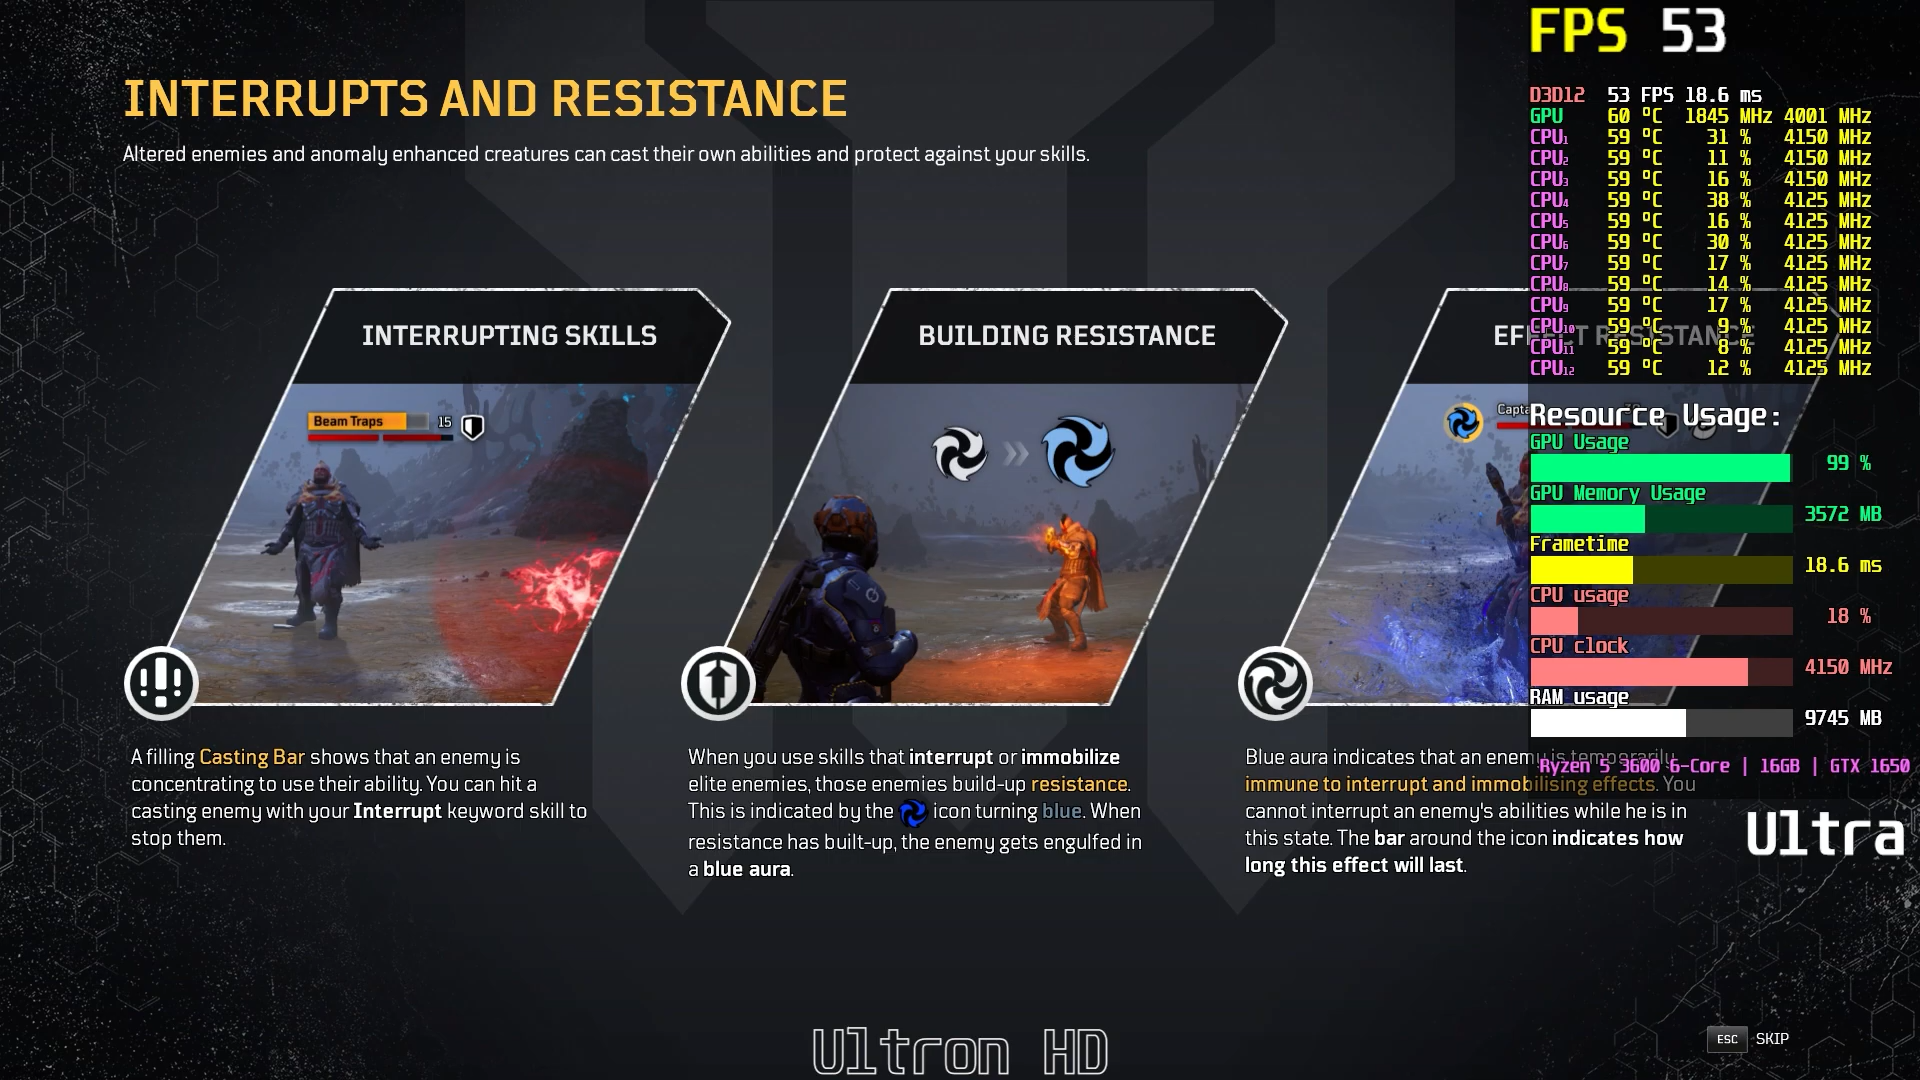 INTERRUPTS AND RESISTANCE
Altered enemies and anomaly enhanced creatures can cast their own abilities and protect against your skills.
INTERRUPTING SKILLS
Beam Traps 15
A filling Casting Bar shows that an enemy is
concentrating to use their ability. You can hit a
casting enemy with your Interrupt keyword skill to
stop them.
BUILDING RESISTANCE
When you use skills that interrupt or immobilize
elite enemies, those enemies build-up resistance.
This is indicated by the icon turning blue. When
resistance has built-up, the enemy gets engulfed in
a blue aura.
EFFECT RESISTANCE
Blue aura indicates that an enemy is temporarily
immune to interrupt and immobilising effects. You
cannot interrupt an enemy's abilities while he is in
this state. The bar around the icon indicates how
long this effect will last.
FPS 53
D3D12 53 FPS 18.6 ms
GPU 60 °C 1845 MHz 4001 MHz
CPU1 59 °C 31 % 4150 MHz
CPU2 59 °C 11 % 4150 MHz
CPU3 59 °C 16 % 4150 MHz
CPU4 59 °C 38 % 4125 MHz
CPU5 59 °C 16 % 4125 MHz
CPU6 59 °C 30 % 4125 MHz
CPU7 59 °C 17 % 4125 MHz
CPU8 59 °C 14 % 4125 MHz
CPU9 59 °C 17 % 4125 MHz
CPU10 59 °C 9 % 4125 MHz
CPU11 59 °C 8 % 4125 MHz
CPU12 59 °C 12 % 4125 MHz
Resource Usage:
GPU Usage
99 %
GPU Memory Usage
3572 MB
Frametime
18.6 ms
CPU usage
18 %
CPU clock
4150 MHz
RAM usage
9745 MB
Ryzen 5 3600 6-Core | 16GB | GTX 1650
Ultra
Ultron HD
ESC SKIP